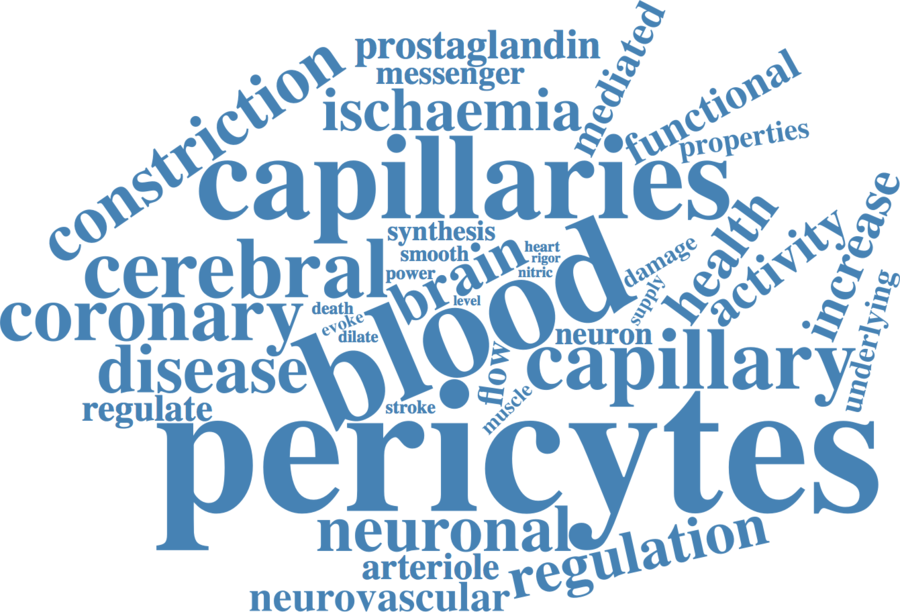 prostaglandin
mediated
messenger
constriction
ischaemia
functional
properties
capillaries
synthesis
health
activity
increase
smooth
heart
rigor
nitric
power
brain
damage
cerebral
coronary
death
level
blood
supply
underlying
evoke
dilate
neuron
disease
flow
capillary
regulate
stroke
muscle
pericytes
neuronal
regulation
arteriole
neurovascular